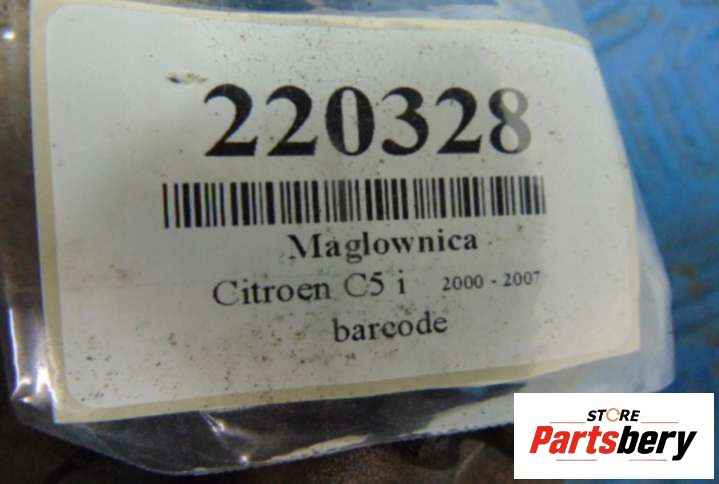 220328
Maglownica
Citroen C5 i 2000 - 2007
barcode
STORE
Partsbery